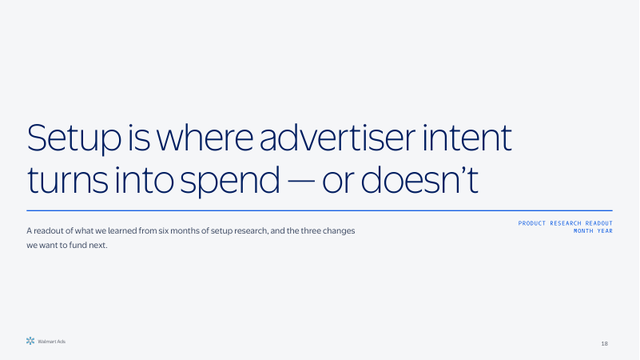 Setup is where advertiser intent
turns into spend — or doesn’t
A readout of what we learned from six months of setup research, and the three changes
we want to fund next.
PRODUCT RESEARCH READOUT
MONTH YEAR
Walmart Ads
18